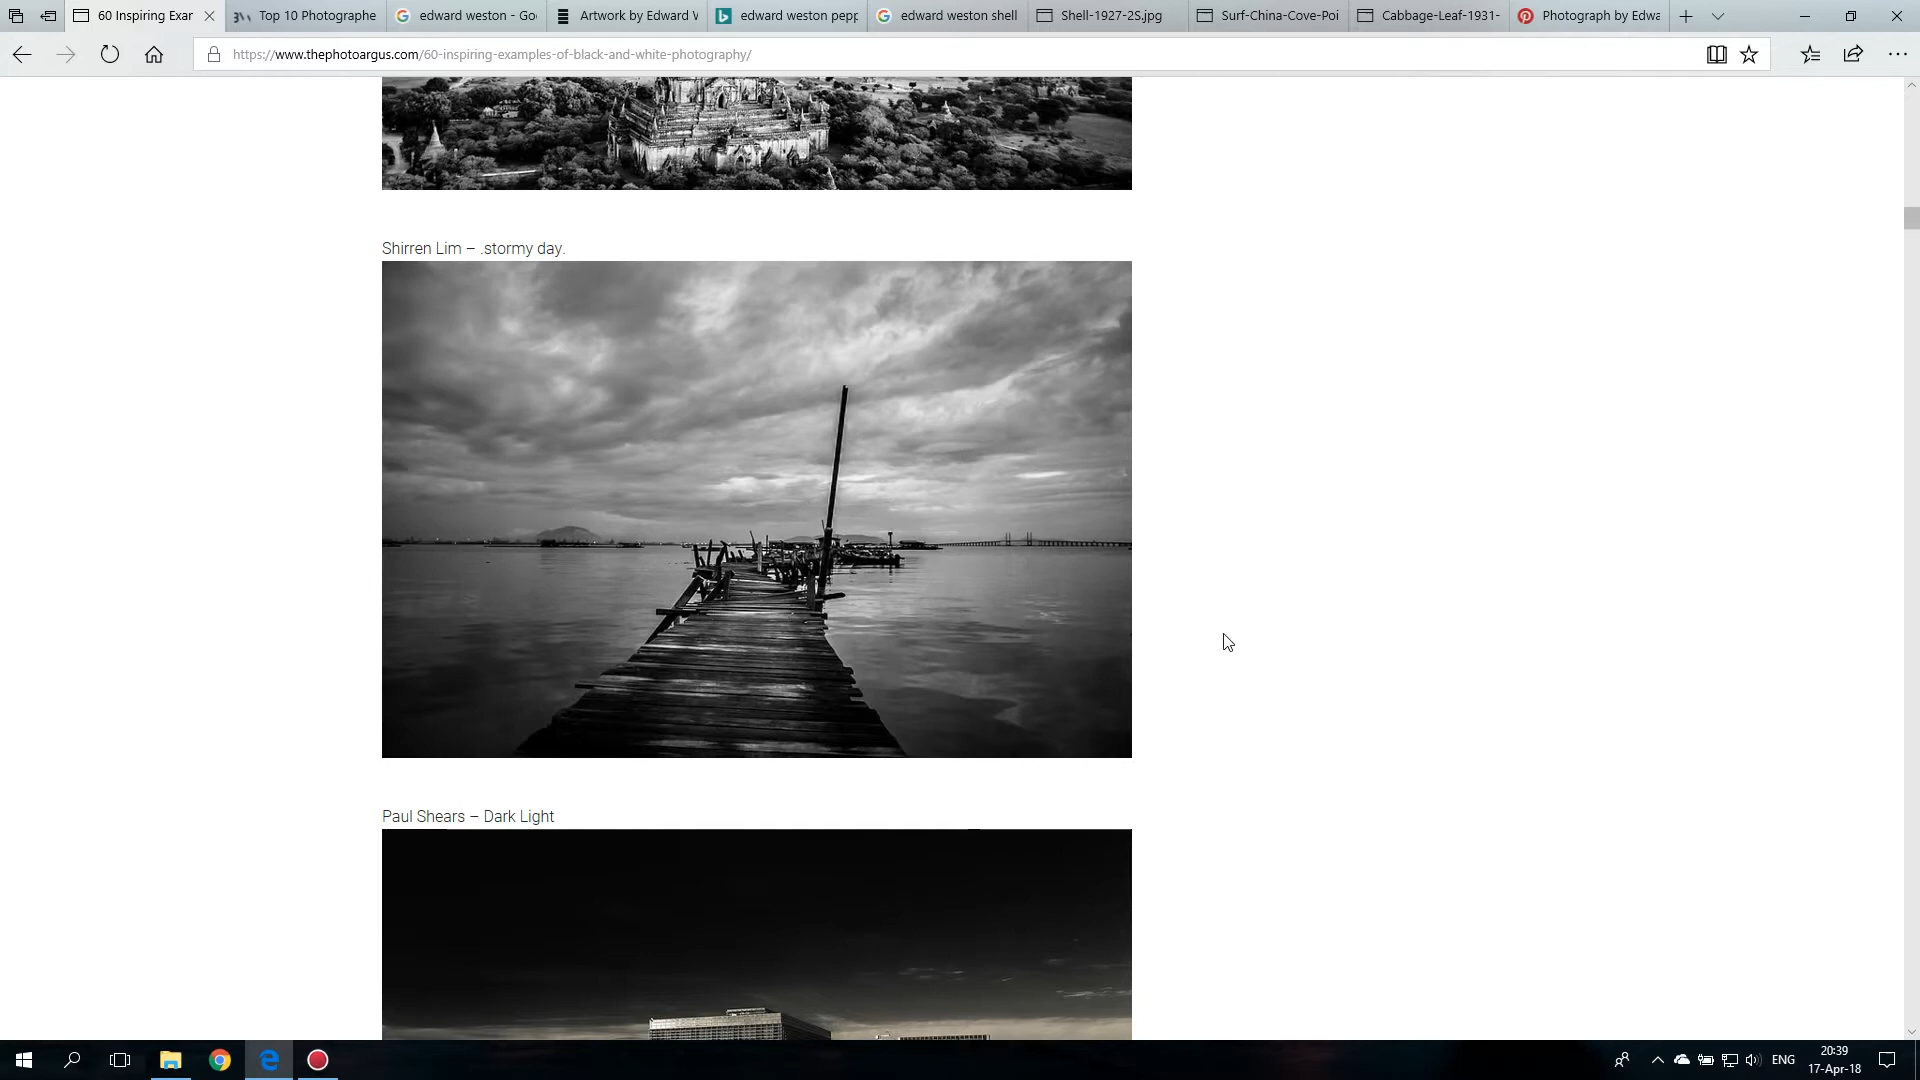 60 Inspiring Exar
Top 10 Photographe
edward weston - Go
Artwork by Edward
edward weston pepp
edward weston shell
Shell-1927-2S.jpg
Surf-China-Cove-Poi
Cabbage-Leaf-1931-
Photograph by Edwa
https://www.thephotoargus.com/60-inspiring-examples-of-black-and-white-photography/
Shirren Lim – .stormy day.
Paul Shears – Dark Light
ENG
20:39
17-Apr-18